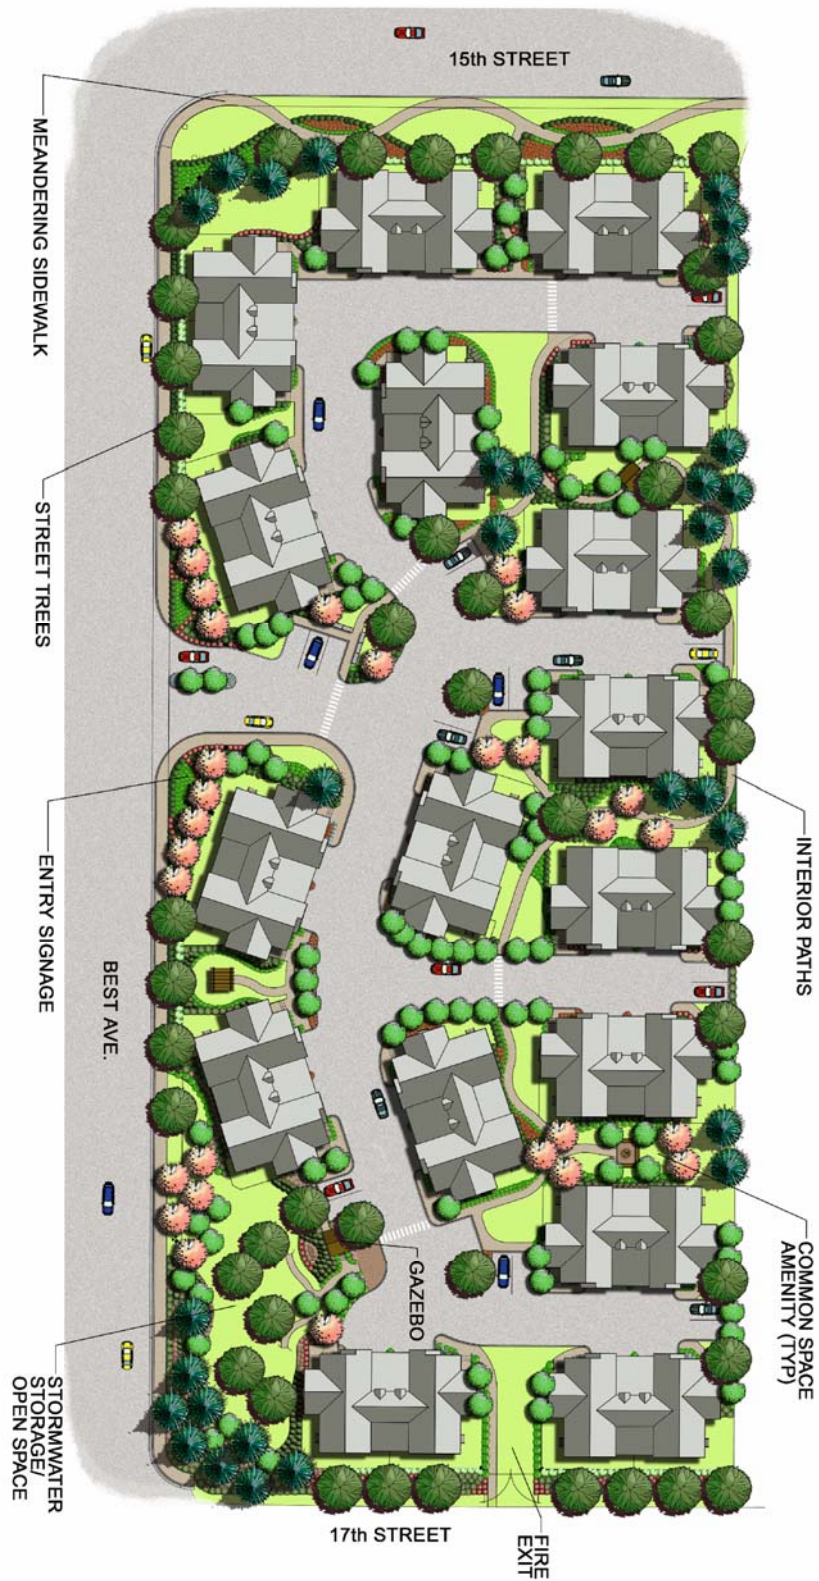 15th STREET
MEANDERING SIDEWALK
STREET TREES
ENTRY SIGNAGE
INTERIOR PATHS
BEST AVE.
COMMON SPACE
AMENITY (TYP)
GAZEBO
STORMWATER
STORAGE/
OPEN SPACE
17th STREET
FIRE
EXIT